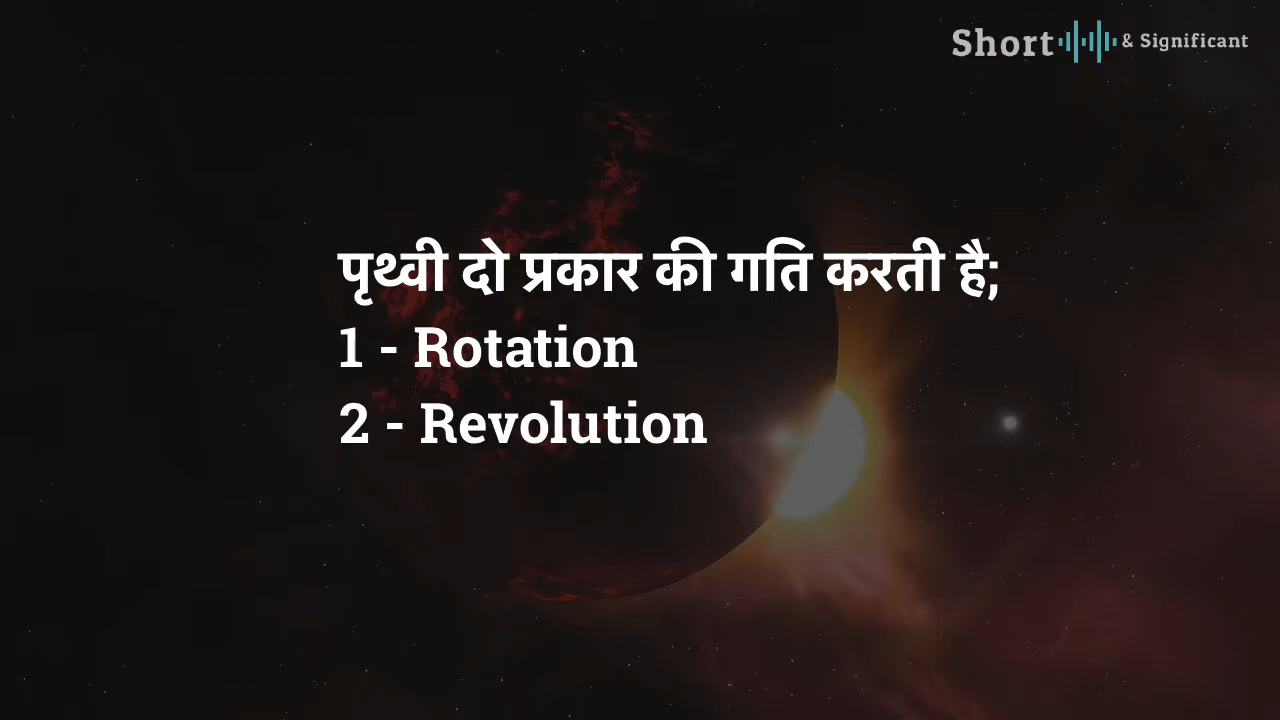 Short & Significant
पृथ्वी दो प्रकार की गति करती है;
1 - Rotation
2 - Revolution